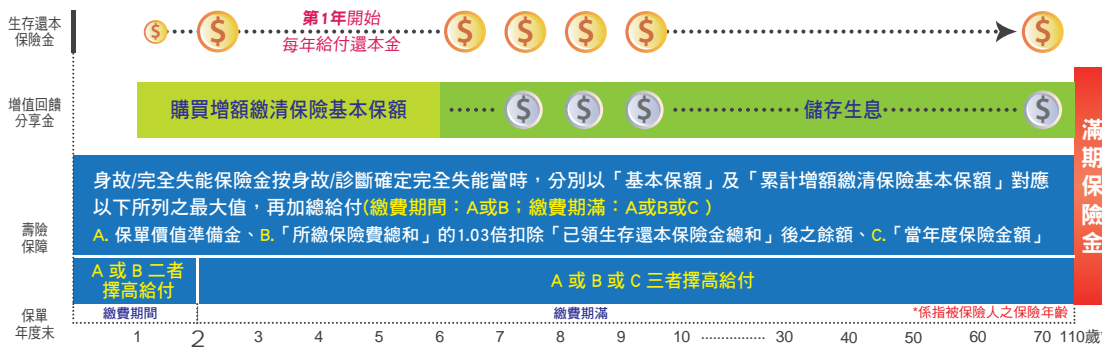 生存還本
保險金
第1年開始
每年給付還本金
增值回饋
分享金
購買增額繳清保險基本保額
儲存生息
滿期保險金
壽險
保障
身故/完全失能保險金按身故/診斷確定完全失能當時，分別以「基本保額」及「累計增額繳清保險基本保額」對應
以下所列之最大值，再加總給付(繳費期間：A或B；繳費期滿：A或B或C )
A. 保單價值準備金、B.「所繳保險費總和」的1.03倍扣除「已領生存還本保險金總和」後之餘額、C.「當年度保險金額」
A 或 B 二者
擇高給付
A 或 B 或 C 三者擇高給付
保單
年度末
繳費期間
繳費期滿
*係指被保險人之保險年齡
1 2 3 4 5 6 7 8 9 10 ............... 30 40 50 60 70 110歲*